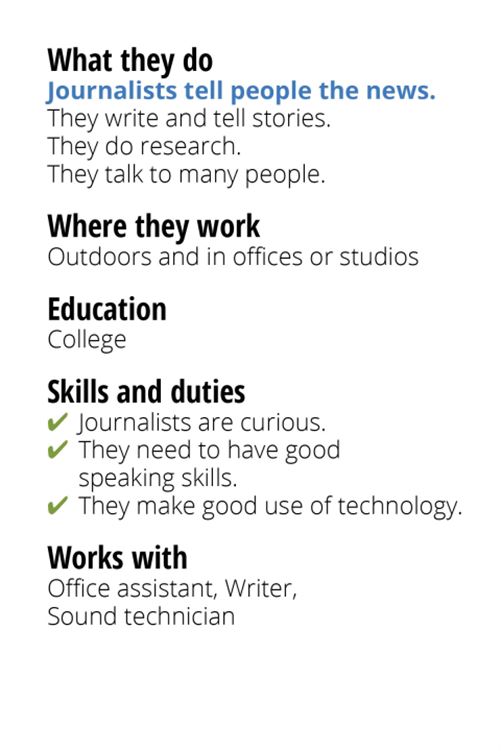 What they do
Journalists tell people the news.
They write and tell stories.
They do research.
They talk to many people.
Where they work
Outdoors and in offices or studios
Education
College
Skills and duties
✔ Journalists are curious.
✔ They need to have good
speaking skills.
✔ They make good use of technology.
Works with
Office assistant, Writer,
Sound technician